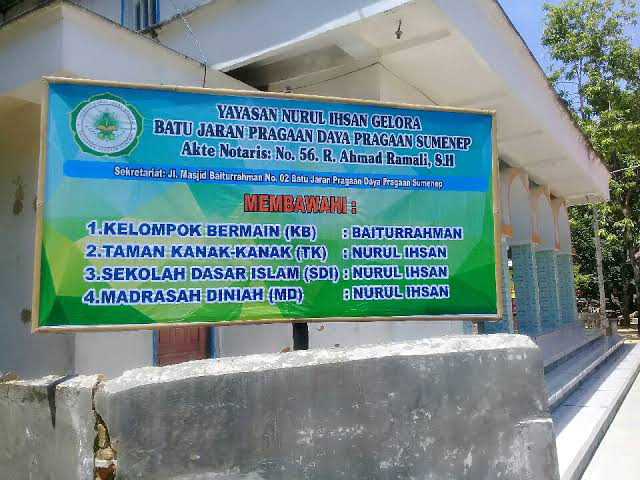 YAYASAN NURUL IHSAN GELORA
BATU JARAN PRAGAAN DAYA PRAGAAN SUMENEP
Akte Notaris: No. 56. R. Ahmad Ramali, S.H
Sekretariat: Jl. Masjid Baiturrahman No. 02 Batu Jaran Pragaan Daya Pragaan Sumenep
MEMBAWAHI :
1.KELOMPOK BERMAIN (KB) : BAITURRAHMAN
2.TAMAN KANAK-KANAK (TK) : NURUL IHSAN
3.SEKOLAH DASAR ISLAM (SDI) : NURUL IHSAN
4.MADRASAH DINIAH (MD) : NURUL IHSAN